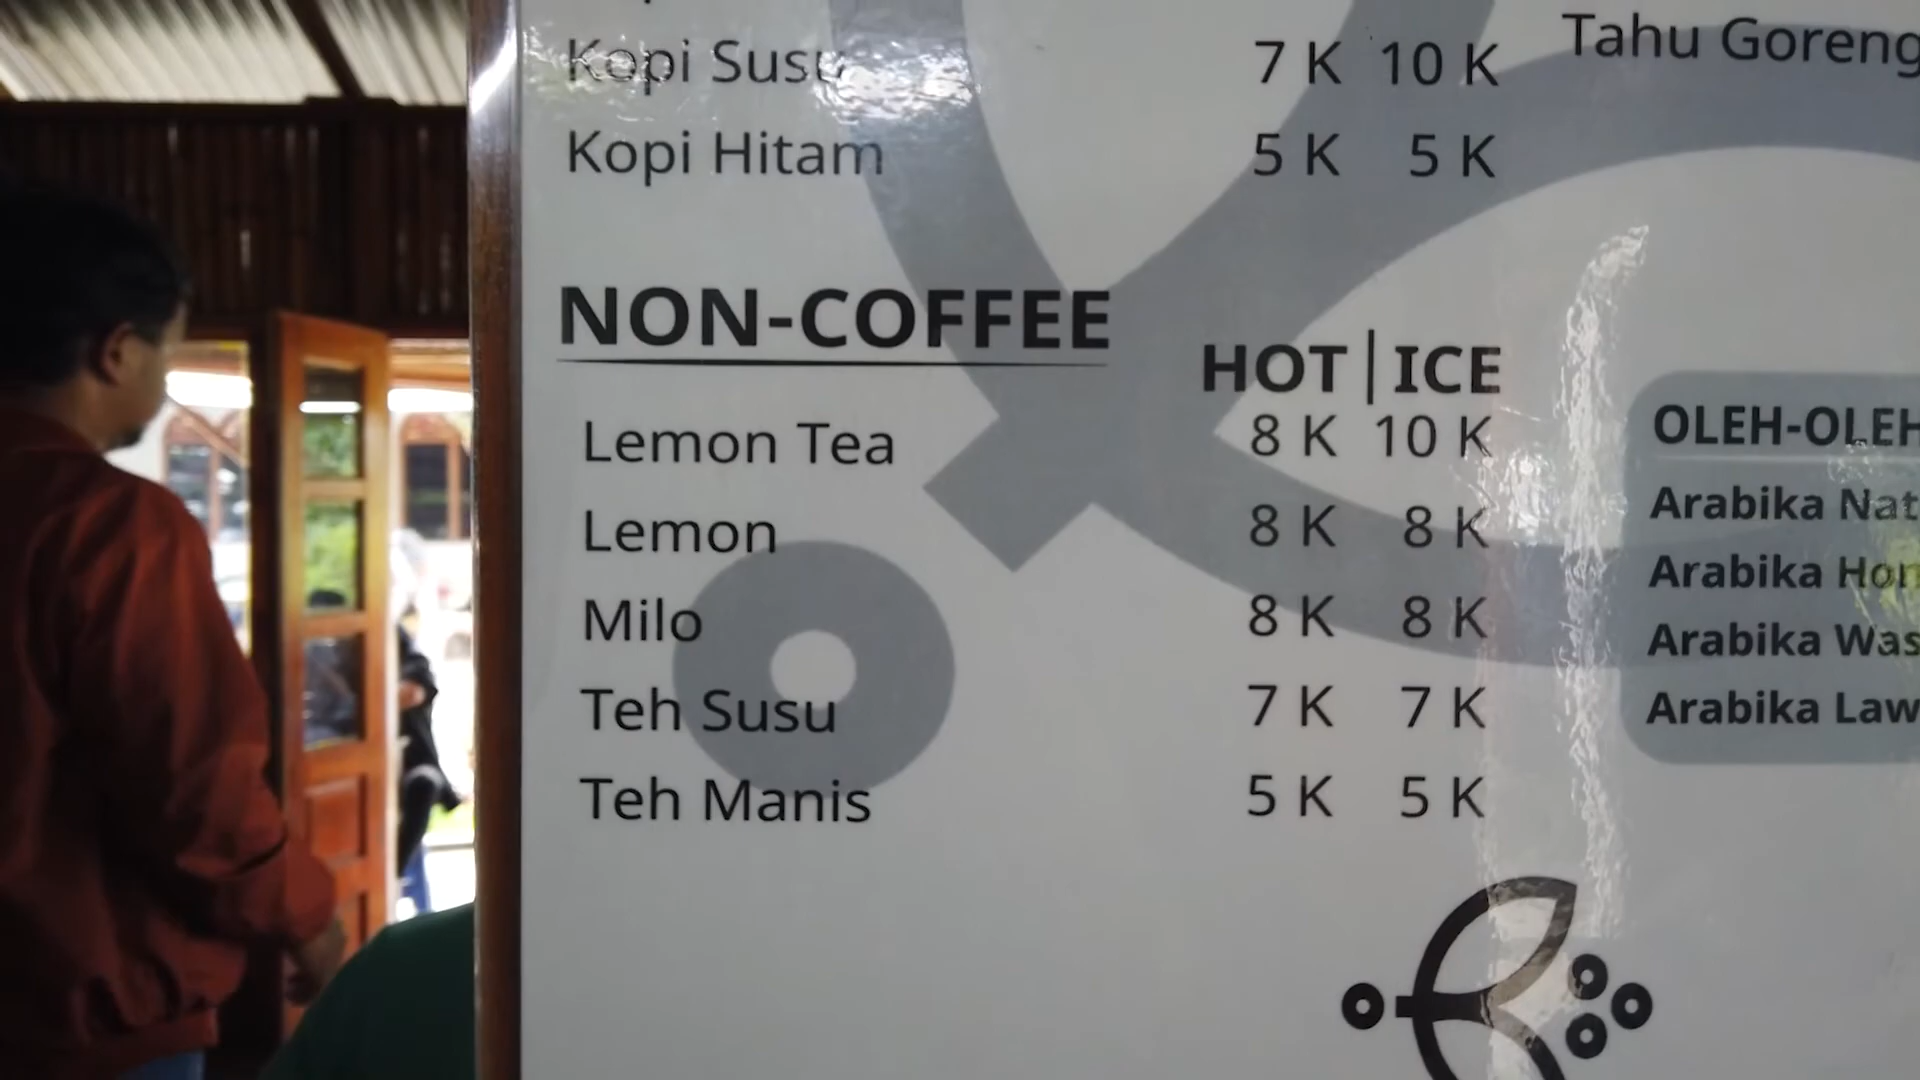 Kopi Susu 7 K 10 K
Kopi Hitam 5 K 5 K
Tahu Goreng
NON-COFFEE
HOT | ICE
Lemon Tea 8 K 10 K
Lemon 8 K 8 K
Milo 8 K 8 K
Teh Susu 7 K 7 K
Teh Manis 5 K 5 K
OLEH-OLEH
Arabika Nat
Arabika Hon
Arabika Was
Arabika Law